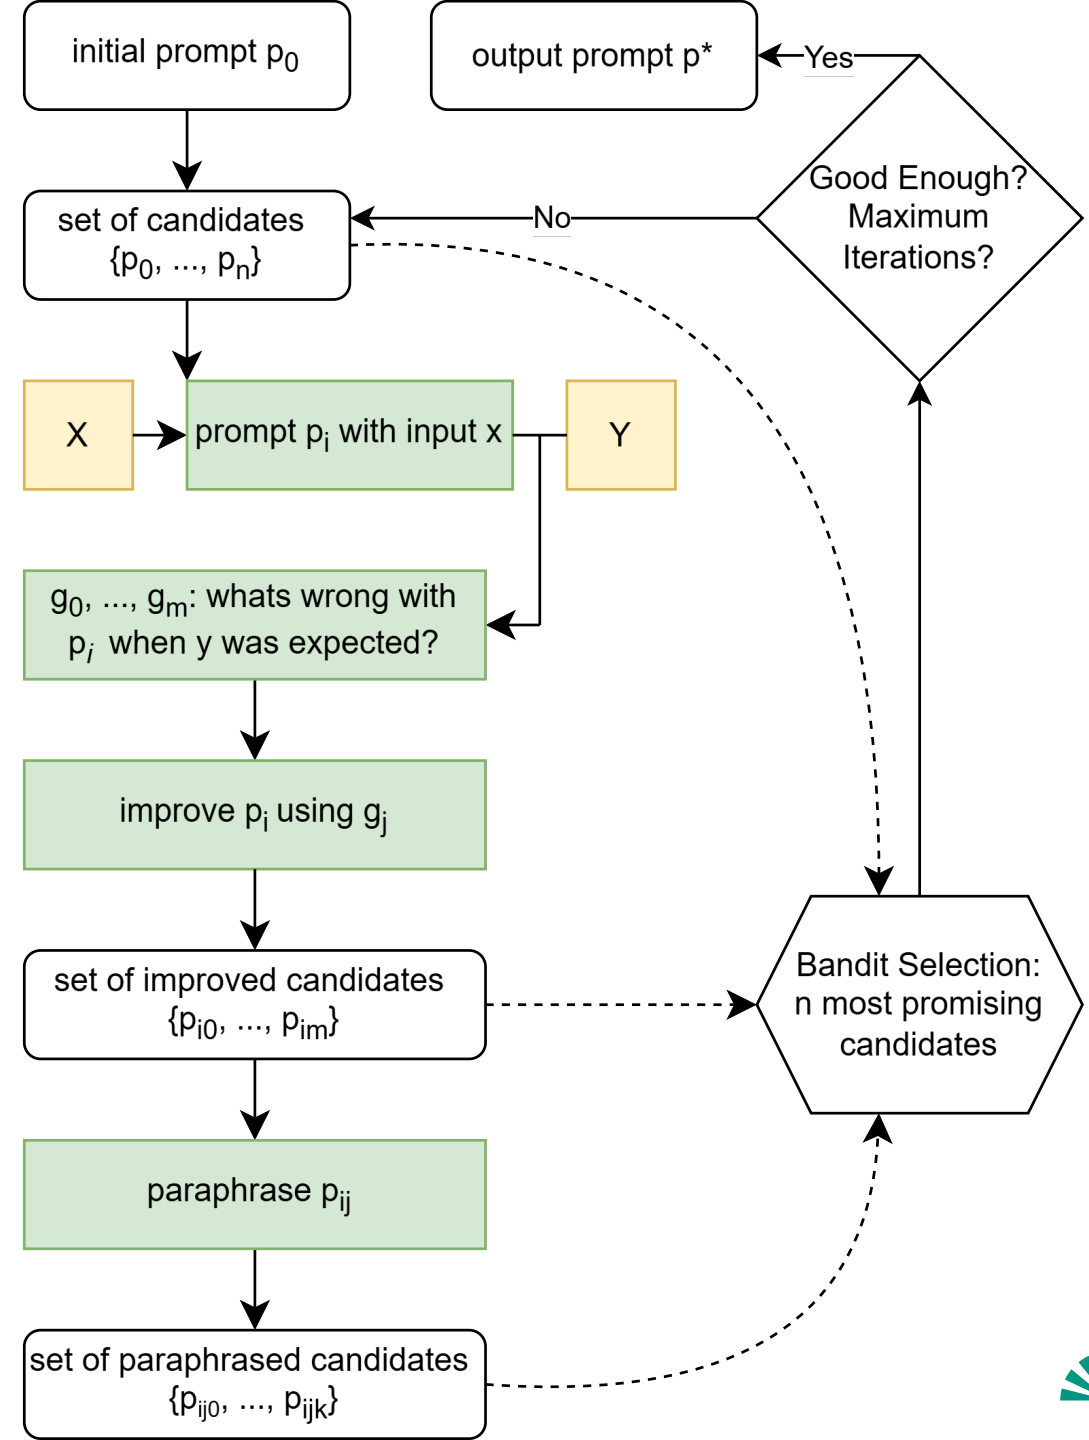 initial prompt p0
output prompt p*
Yes
Good Enough?
Maximum
Iterations?
No
set of candidates
{p0, ..., pn}
X
prompt pi with input x
Y
g0, ..., gm: whats wrong with
pi when y was expected?
improve pi using gj
set of improved candidates
{pi0, ..., pim}
Bandit Selection:
n most promising
candidates
paraphrase pij
set of paraphrased candidates
{pij0, ..., pijk}